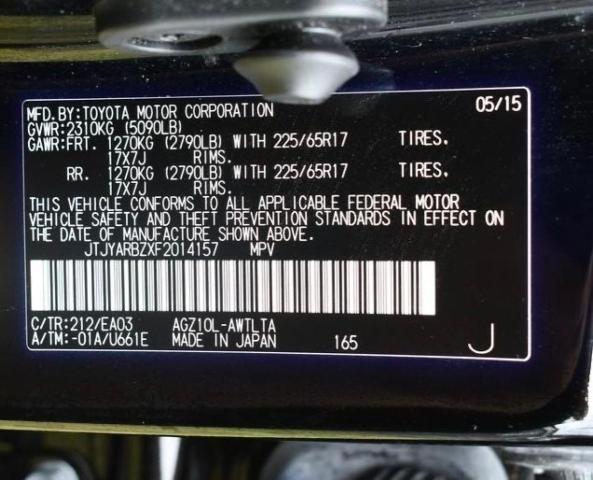 MFD.BY:TOYOTA MOTOR CORPORATION 05/15
GVWR:2310KG (5090LB)
GAWR:FRT. 1270KG (2790LB) WITH 225/65R17 TIRES.
17X7J RIMS.
RR. 1270KG (2790LB) WITH 225/65R17 TIRES.
17X7J RIMS.
THIS VEHICLE CONFORMS TO ALL APPLICABLE FEDERAL MOTOR
VEHICLE SAFETY AND THEFT PREVENTION STANDARDS IN EFFECT ON
THE DATE OF MANUFACTURE SHOWN ABOVE.
JTJYARBZXF2014157 MPV
C/TR:212/EA03 AGZ10L-AWTLTA
A/TM:-01A/U661E MADE IN JAPAN 165 J